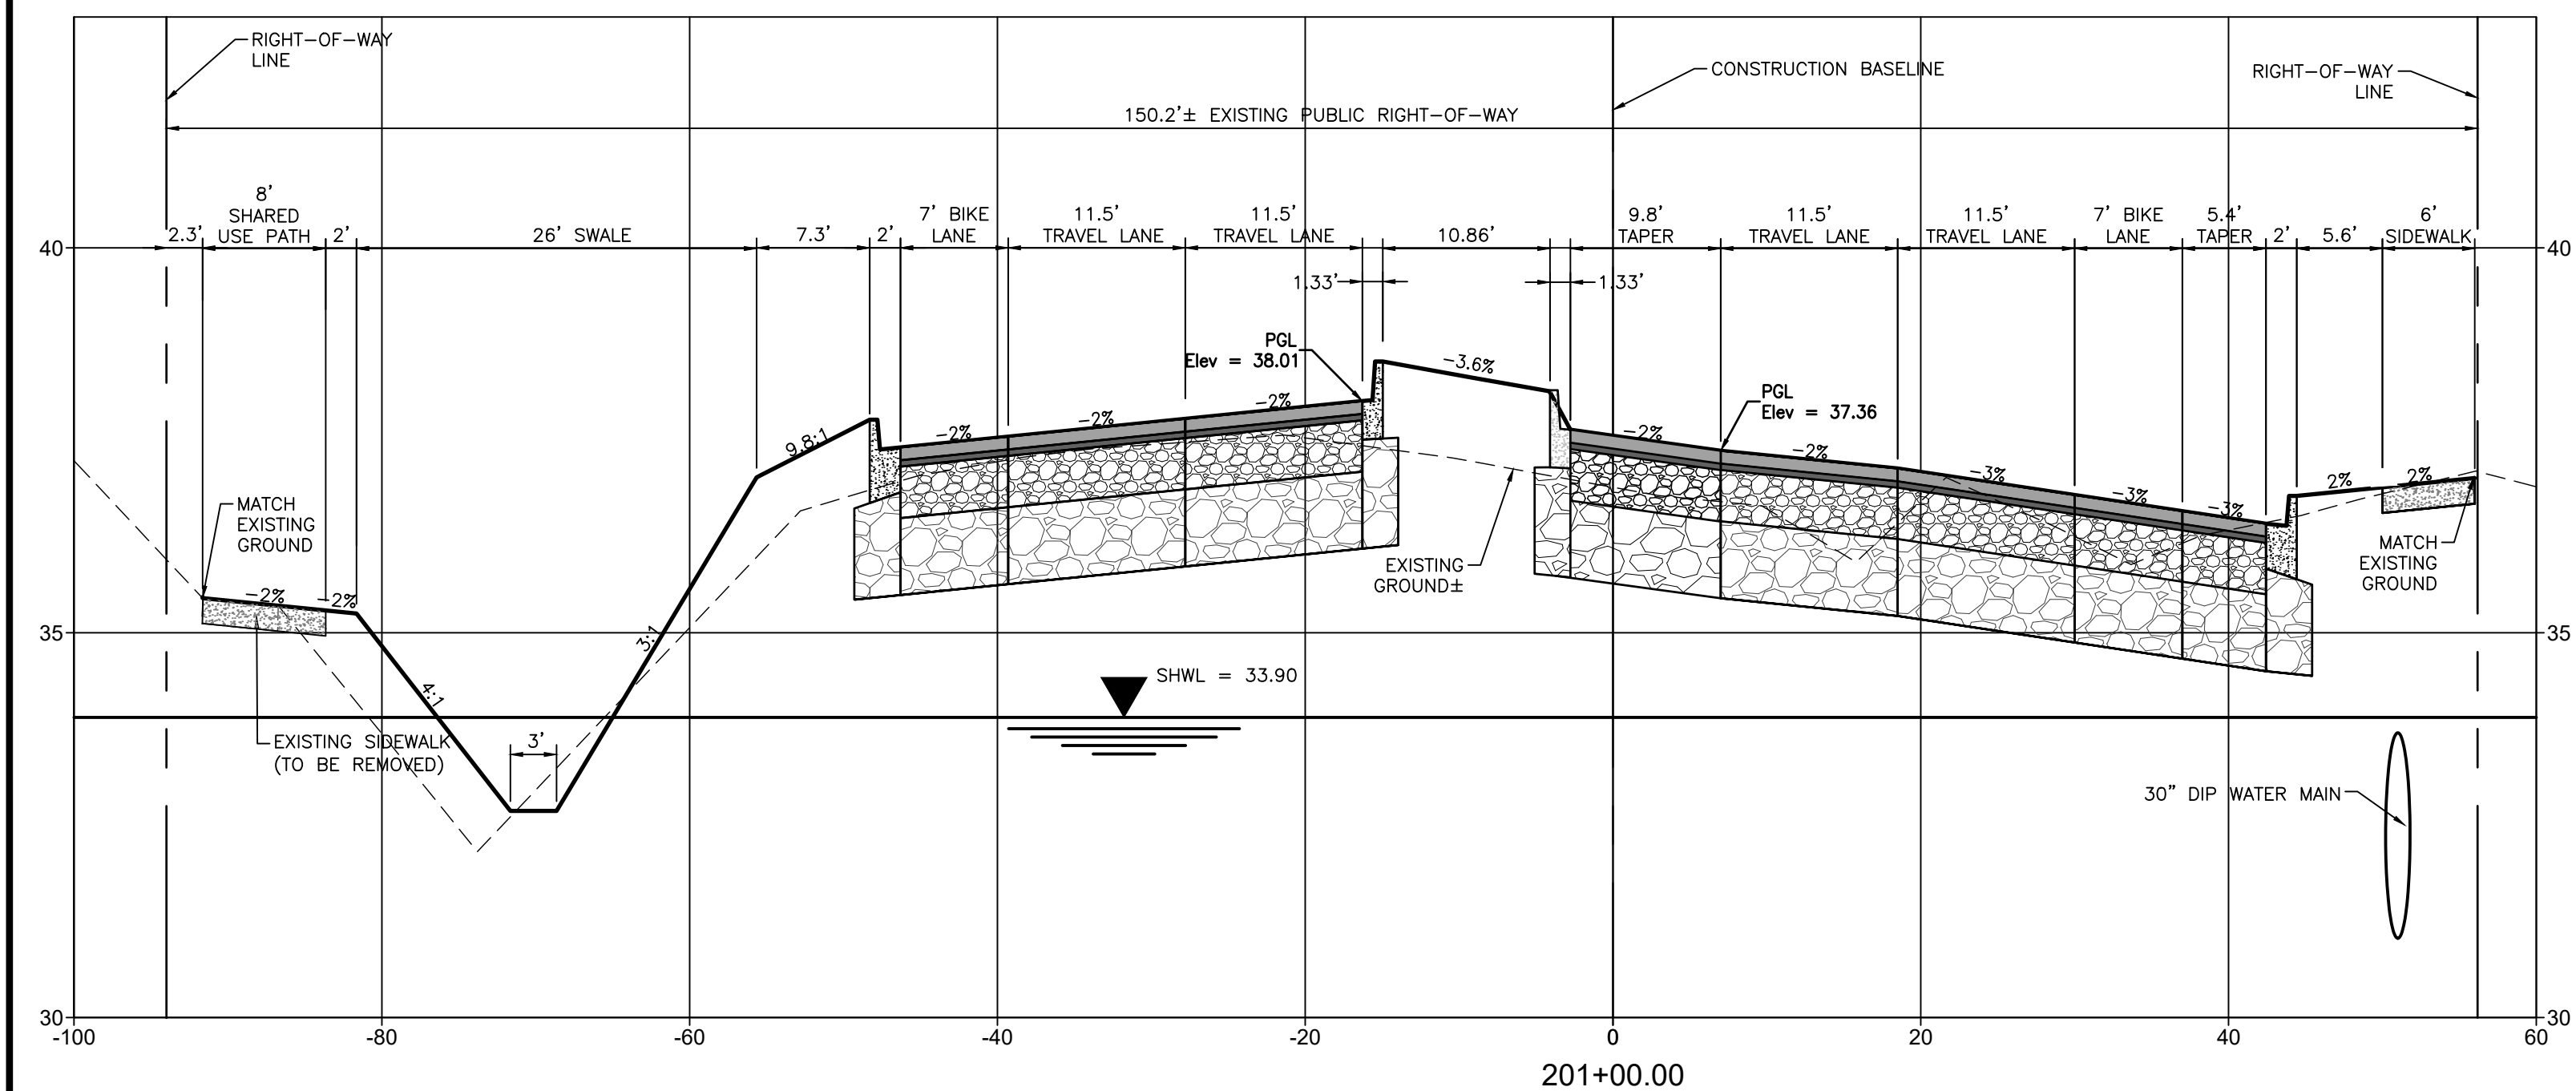 RIGHT-OF-WAY
LINE
CONSTRUCTION BASELINE
RIGHT-OF-WAY
LINE
150.2'± EXISTING PUBLIC RIGHT-OF-WAY
2.3'
8'
SHARED
USE PATH
2'
26' SWALE
7.3'
2'
7' BIKE
LANE
11.5'
TRAVEL LANE
11.5'
TRAVEL LANE
10.86'
9.8'
TAPER
11.5'
TRAVEL LANE
11.5'
TRAVEL LANE
7' BIKE
LANE
5.4'
TAPER
2'
5.6'
6'
SIDEWALK
40
40
1.33'
1.33'
PGL
Elev = 38.01
-3.6%
PGL
Elev = 37.36
9.8:1
-2%
-2%
-2%
-2%
-2%
-3%
-3%
-3%
2%
2%
MATCH
EXISTING
GROUND
-2%
-2%
EXISTING
GROUND±
MATCH
EXISTING
GROUND
35
35
3:1
4:1
SHWL = 33.90
EXISTING SIDEWALK
(TO BE REMOVED)
3'
30" DIP WATER MAIN
30
30
-100
-80
-60
-40
-20
0
20
40
60
201+00.00